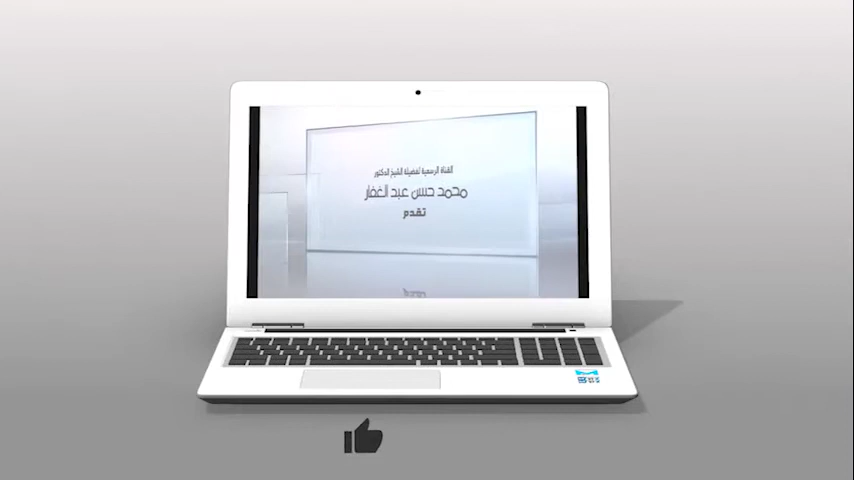 القناة الرسمية لفضيلة الشيخ الدكتور
محمد حسن عبد الغفار
تقدم